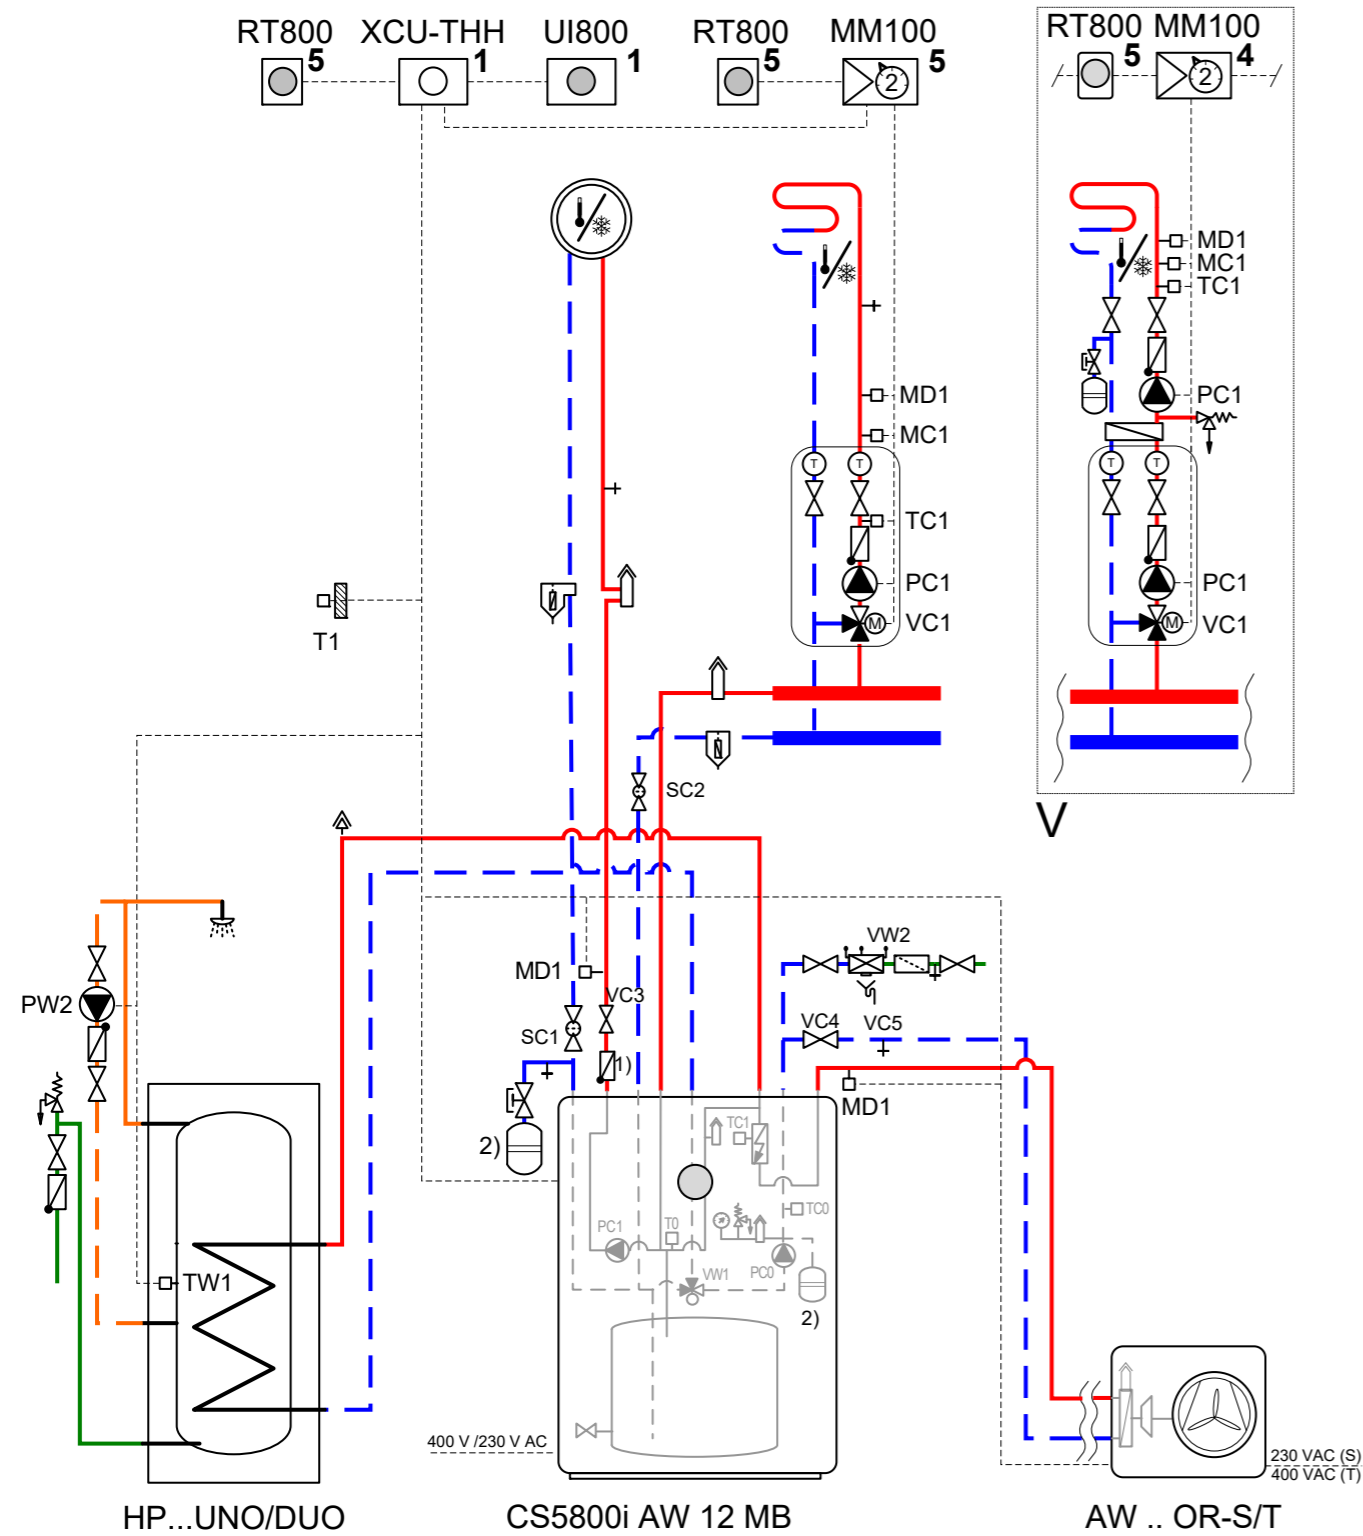 RT800 XCU-THH UI800 RT800 MM100
5 1 1 5 5
2
RT800 MM100
5 4
2
MD1
MC1
TC1
PC1
T T
PC1
M VC1
V
MD1
MC1
T T
TC1
PC1
M VC1
T1
SC2
VW2
MD1
VC3
SC1
1)
VC4 VC5
PW2
MD1
2)
TC1
TC0
PC1
T0
PC0
VW1
2)
TW1
400 V /230 V AC
230 VAC (S)
400 VAC (T)
HP...UNO/DUO
CS5800i AW 12 MB
AW .. OR-S/T